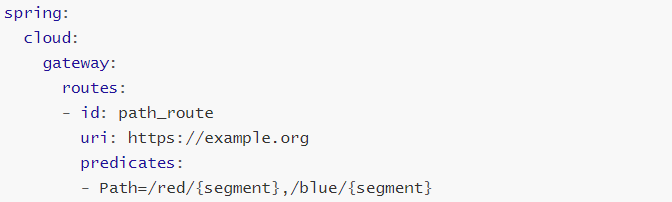 spring:
  cloud:
    gateway:
      routes:
      - id: path_route
        uri: https://example.org
        predicates:
        - Path=/red/{segment},/blue/{segment}